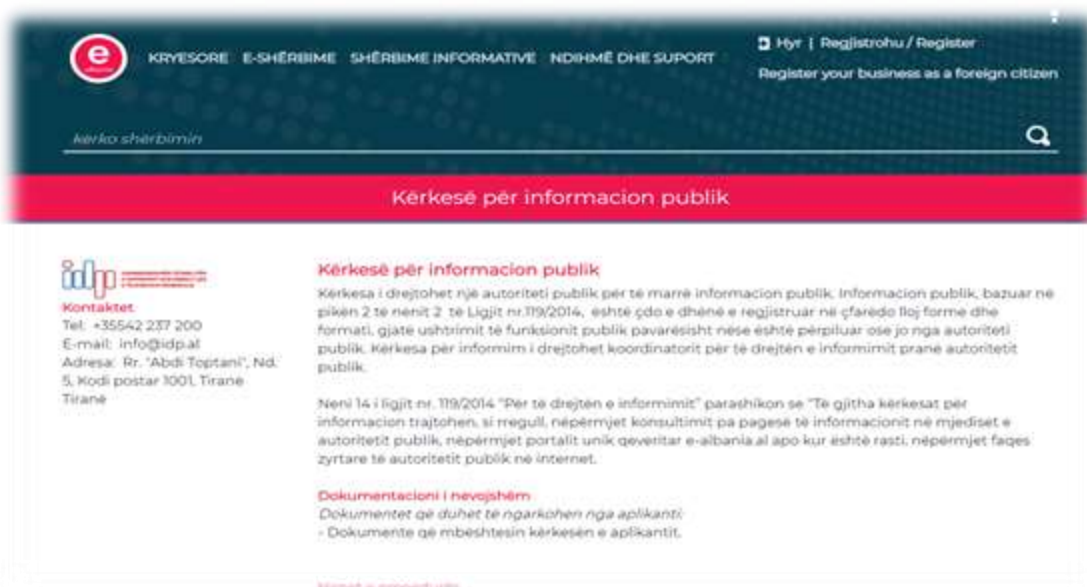 e
KRYESORE E-SHËRBIME SHËRBIME INFORMATIVE NDIHMË DHE SUPORT
Hyr | Regjistrohu / Register
Register your business as a foreign citizen
kërko shërbimin
Kërkesë për informacion publik
idp
Kontaktet
Tel: +35542 237 200
E-mail: info@idp.al
Adresa: Rr. "Abdi Toptani", Nd.
5, Kodi postar 1001, Tiranë
Tiranë
Kërkesë për informacion publik
Kërkesa i drejtohet një autoriteti publik për të marrë informacion publik. Informacion publik, bazuar në
pikën 2 të nenit 2 të Ligjit nr.119/2014, është çdo e dhënë e regjistruar në çfarëdo lloj forme dhe
formati, gjatë ushtrimit të funksionit publik pavarësisht nëse është përpiluar ose jo nga autoriteti
publik. Kërkesa për informim i drejtohet koordinatorit për të drejtën e informimit pranë autoritetit
publik.
Neni 14 i ligjit nr. 119/2014 "Për të drejtën e informimit" parashikon se "Të gjitha kërkesat për
informacion trajtohen, si rregull, nëpërmjet konsultimit pa pagesë të informacionit në mjediset e
autoritetit publik, nëpërmjet portalit unik qeveritar e-albania.al apo kur është rasti, nëpërmjet faqes
zyrtare të autoritetit publik në internet.
Dokumentacioni i nevojshëm
Dokumentet që duhet të ngarkohen nga aplikanti:
- Dokumente që mbështesin kërkesën e aplikantit.